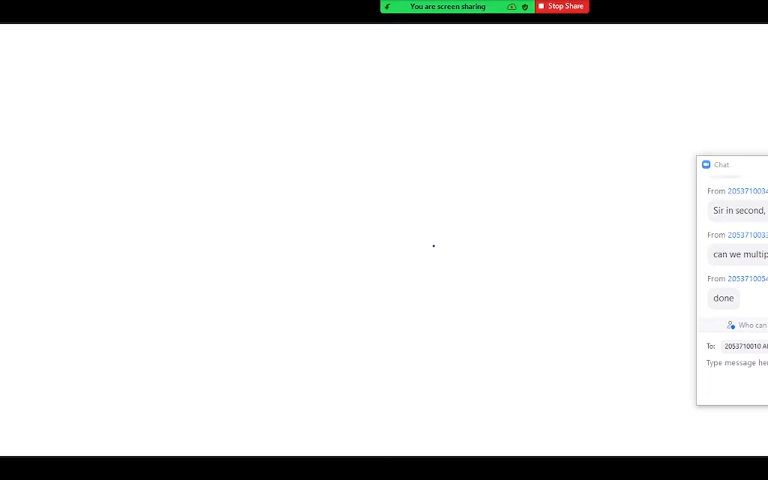 You are screen sharing
Stop Share
Chat
From 2053710034
Sir in second,
From 2053710033
can we multip
From 2053710054
done
Who can
To: 2053710010 A
Type message he